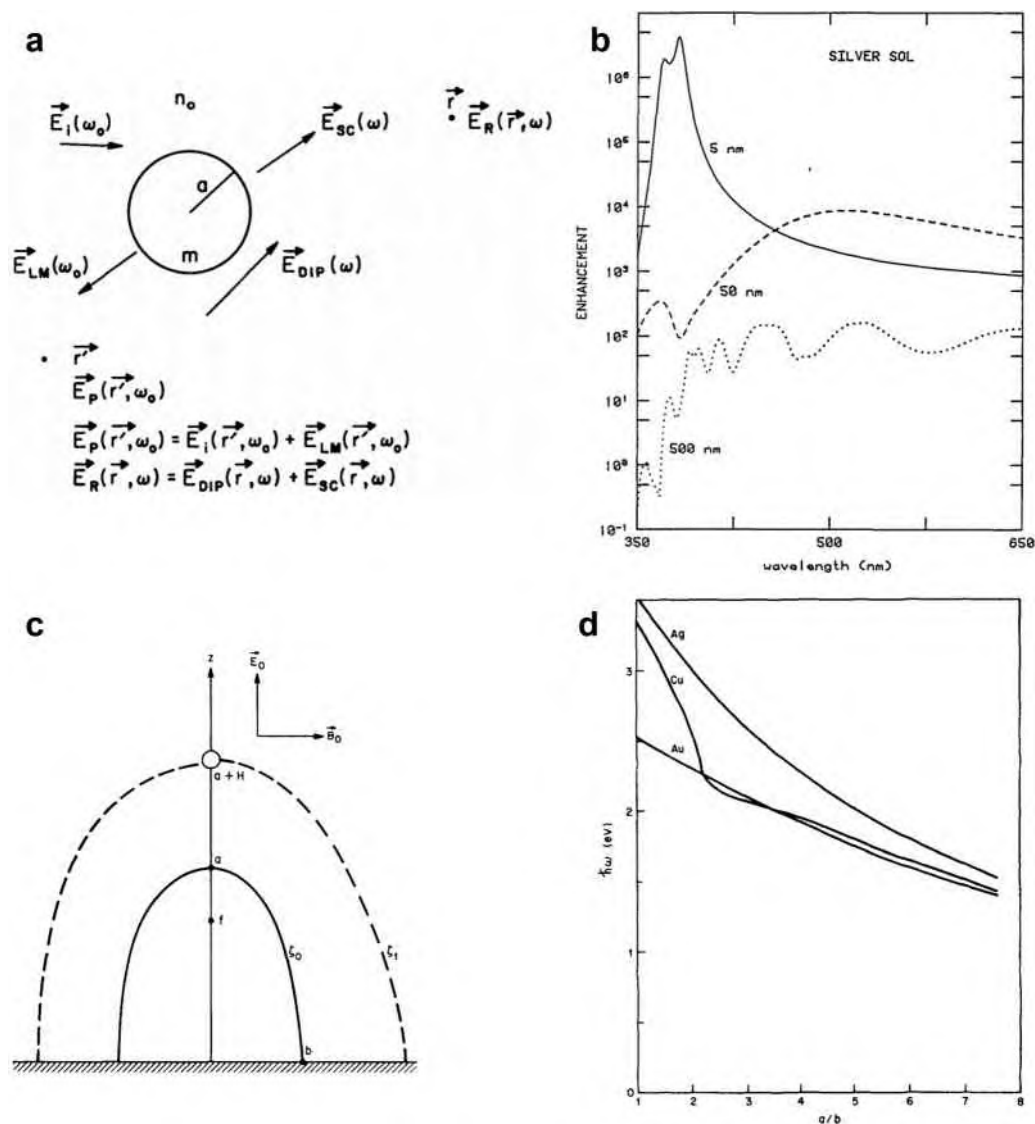 a
n₀
E⃗i(ω₀)
E⃗SC(ω)
r⃗
E⃗R(r⃗,ω)
a
m
E⃗LM(ω₀)
E⃗DIP(ω)
r⃗'
E⃗P(r⃗',ω₀)
E⃗P(r⃗',ω₀) = E⃗i(r⃗',ω₀) + E⃗LM(r⃗',ω₀)
E⃗R(r⃗,ω) = E⃗DIP(r⃗,ω) + E⃗SC(r⃗,ω)
b
SILVER SOL
ENHANCEMENT
10⁶
10⁵
10⁴
10³
10²
10¹
10⁰
10⁻¹
5 nm
50 nm
500 nm
350
500
650
wavelength (nm)
c
z
E⃗₀
B⃗₀
a + H
a
f
ζ₀
ζ₁
b
d
Ag
Cu
Au
ħω (eV)
3
2
1
0
1 2 3 4 5 6 7 8
a/b